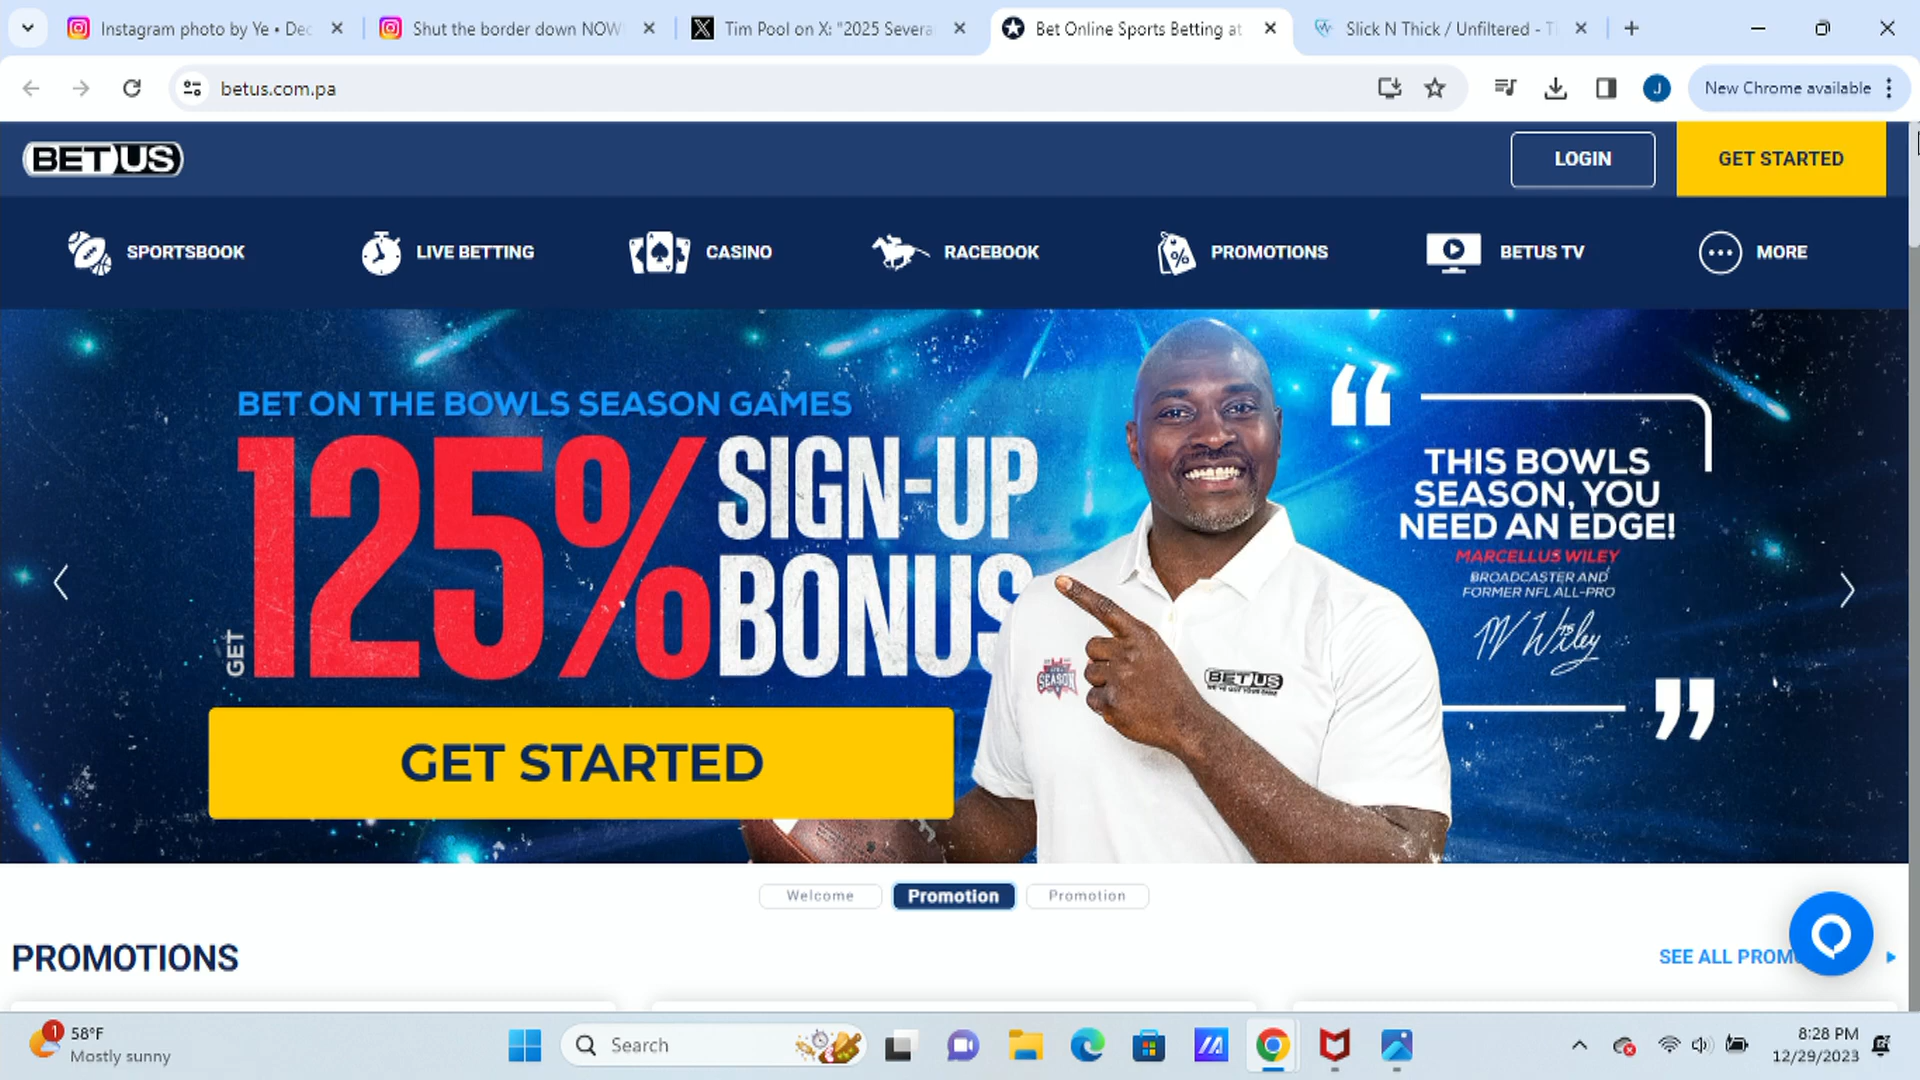 Instagram photo by Ye • Dec
Shut the border down NOW
Tim Pool on X: "2025 Severa
Bet Online Sports Betting at
Slick N Thick / Unfiltered - T
betus.com.pa
J
New Chrome available
BETUS
LOGIN
GET STARTED
SPORTSBOOK
LIVE BETTING
CASINO
RACEBOOK
PROMOTIONS
BETUS TV
MORE
BET ON THE BOWLS SEASON GAMES
GET
125%
SIGN-UP
BONUS
GET STARTED
“
THIS BOWLS
SEASON, YOU
NEED AN EDGE!
MARCELLUS WILEY
BROADCASTER AND
FORMER NFL ALL-PRO
”
SEASON
BETUS
Welcome
Promotion
Promotion
PROMOTIONS
SEE ALL PROM
1
58°F
Mostly sunny
Search
8:28 PM
12/29/2023